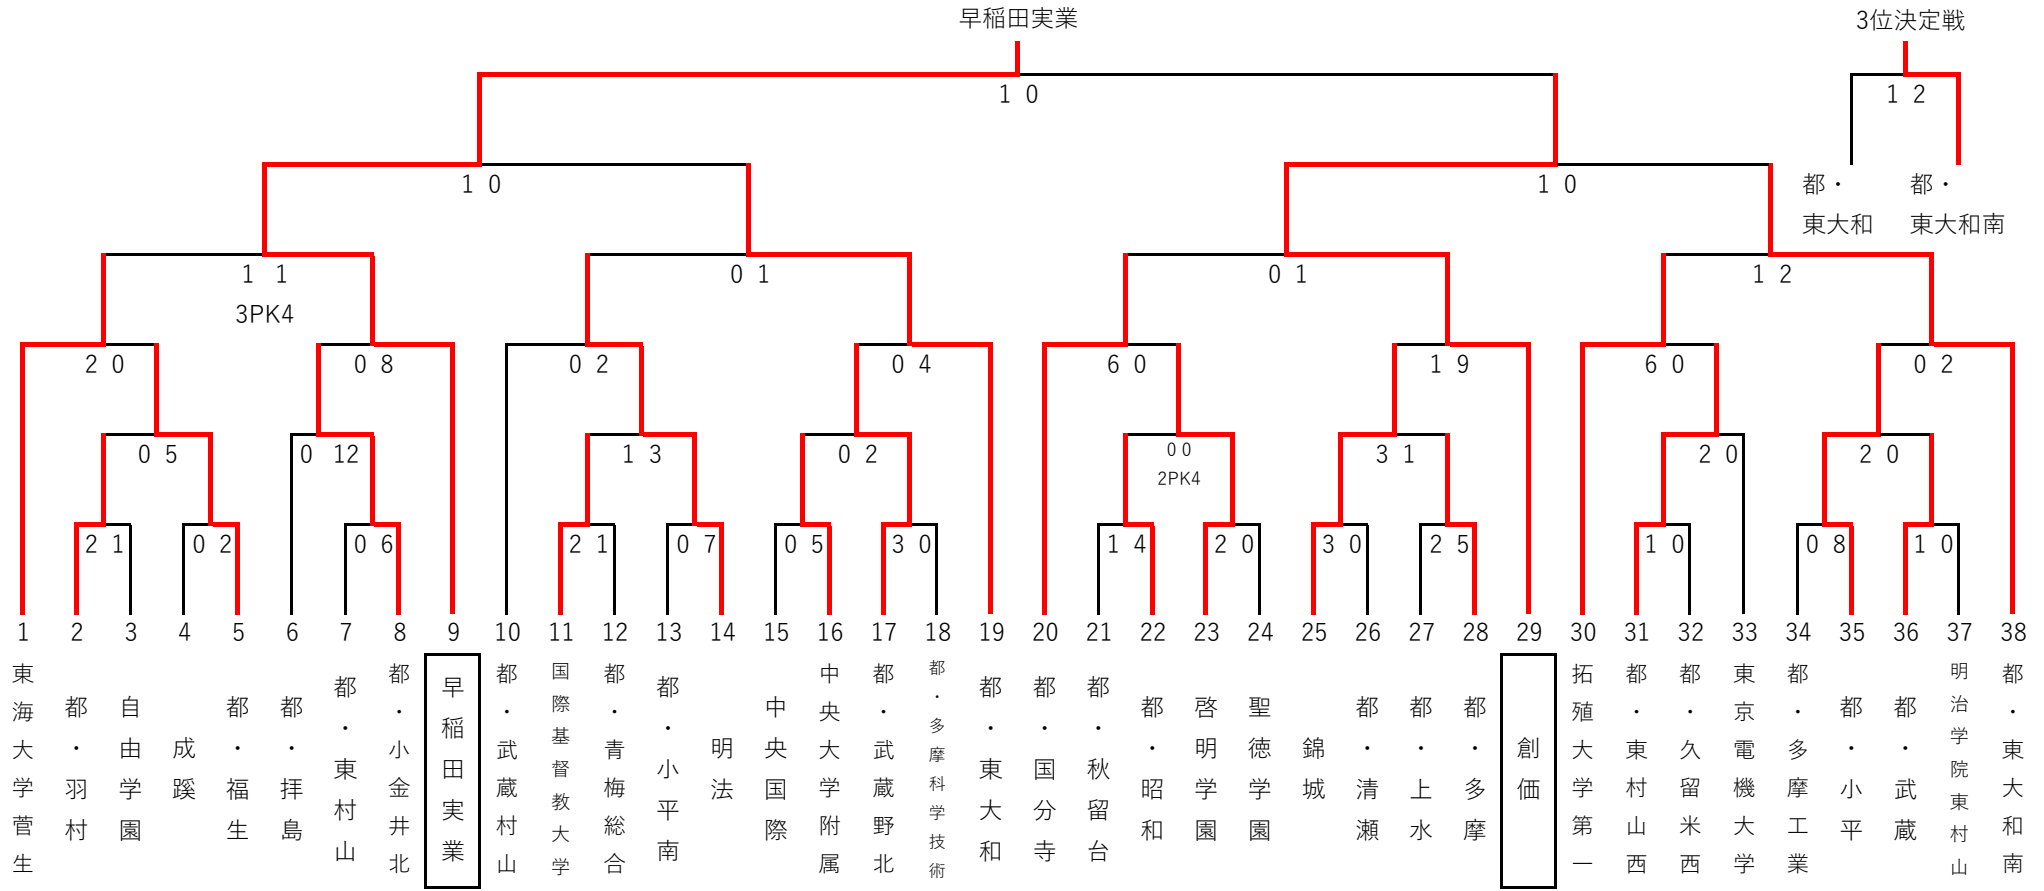 早稲田実業 3位決定戦
1 0
1 2
1 0
1 0
都・
東大和
都・
東大和南
1 1
3PK4
0 1
0 1
1 2
2 0
0 8
0 2
0 4
6 0
1 9
6 0
0 2
0 5
0 12
1 3
0 2
0 0
2PK4
3 1
2 0
2 0
2 1
0 2
0 6
2 1
0 7
0 5
3 0
1 4
2 0
3 0
2 5
1 0
0 8
1 0
1 2 3 4 5 6 7 8 9 10 11 12 13 14 15 16 17 18 19 20 21 22 23 24 25 26 27 28 29 30 31 32 33 34 35 36 37 38
東海大学菅生
都・羽村
自由学園
成蹊
都・福生
都・拝島
都・東村山
都・小金井北
早稲田実業
都・武蔵村山
国際基督教大学
都・青梅総合
都・小平南
明法
中央国際
中央大学附属
都・武蔵野北
都・多摩科学技術
都・東大和
都・国分寺
都・秋留台
都・昭和
啓明学園
聖徳学園
錦城
都・清瀬
都・上水
都・多摩
創価
拓殖大学第一
都・東村山西
都・久留米西
東京電機大学
都・多摩工業
都・小平
都・武蔵
明治学院東村山
都・東大和南